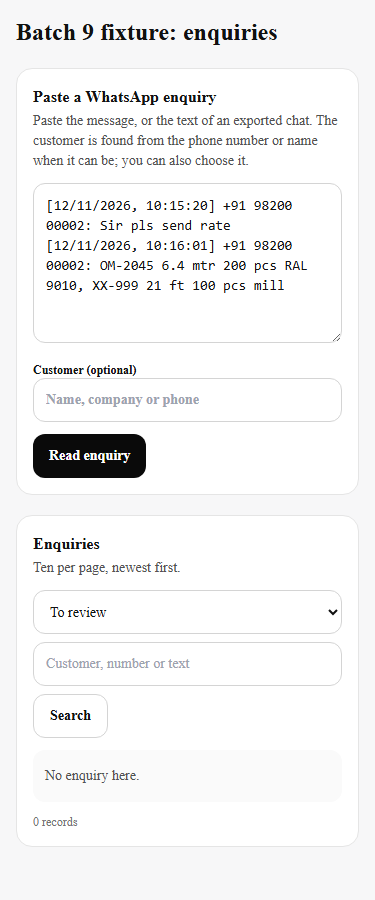 Batch 9 fixture: enquiries
Paste a WhatsApp enquiry
Paste the message, or the text of an exported chat. The
customer is found from the phone number or name
when it can be; you can also choose it.
[12/11/2026, 10:15:20] +91 98200
00002: Sir pls send rate
[12/11/2026, 10:16:01] +91 98200
00002: OM-2045 6.4 mtr 200 pcs RAL
9010, XX-999 21 ft 100 pcs mill
Customer (optional)
Name, company or phone
Read enquiry
Enquiries
Ten per page, newest first.
To review
Customer, number or text
Search
No enquiry here.
0 records